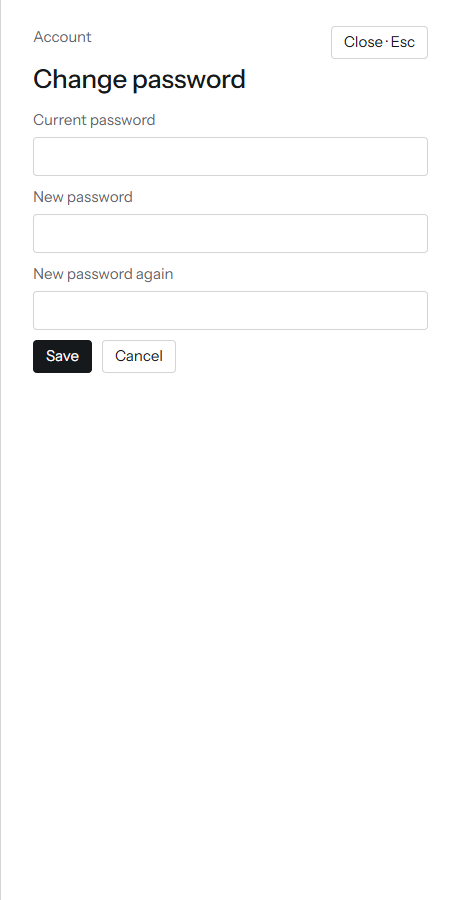 Account
Close · Esc
Change password
Current password
New password
New password again
Save
Cancel